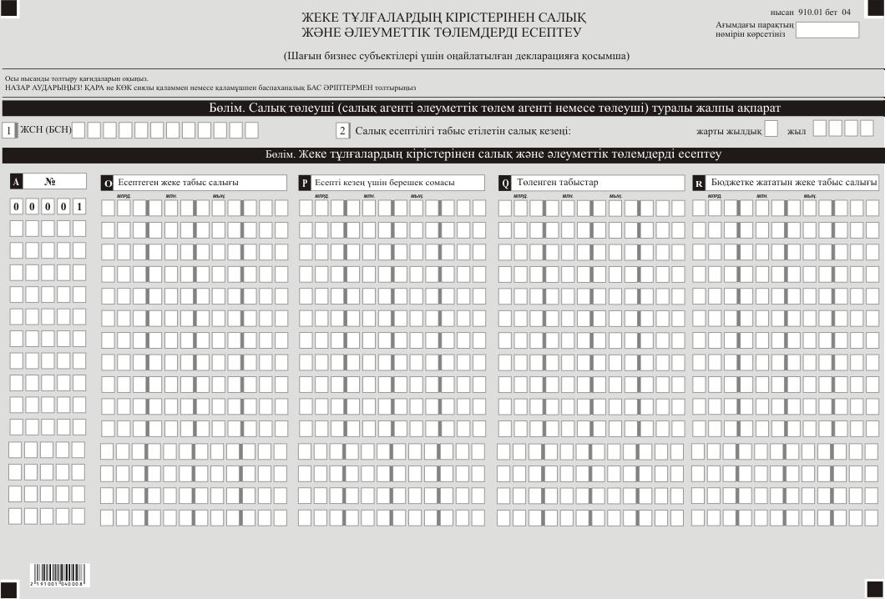 нысан 910.01 бет 04
ЖЕКЕ ТҰЛҒАЛАРДЫҢ КІРІСТЕРІНЕН САЛЫҚ
ЖӘНЕ ӘЛЕУМЕТТІК ТӨЛЕМДЕРДІ ЕСЕПТЕУ
Ағымдағы парақтың
нөмірін көрсетіңіз
(Шағын бизнес субъектілері үшін оңайлатылған декларацияға қосымша)
Осы нысанды толтыру қағидаларын оқыңыз.
НАЗАР АУДАРЫҢЫЗ! ҚАРА не КӨК сиялы қаламмен немесе қаламұшпен баспаханалық БАС ӘРІПТЕРМЕН толтырыңыз
Бөлім. Салық төлеуші (салық агенті әлеуметтік төлем агенті немесе төлеуші) туралы жалпы ақпарат
1 ЖСН (БСН) 2 Салық есептілігі табыс етілетін салық кезеңі: жарты жылдық жыл
Бөлім. Жеке тұлғалардың кірістерінен салық және әлеуметтік төлемдерді есептеу
A № O Есептеген жеке табыс салығы P Есепті кезең үшін берешек сомасы Q Төленген табыстар R Бюджетке жататын жеке табыс салығы
млрд. млн. мың. млрд. млн. мың. млрд. млн. мың. млрд. млн. мың.
0 0 0 0 1